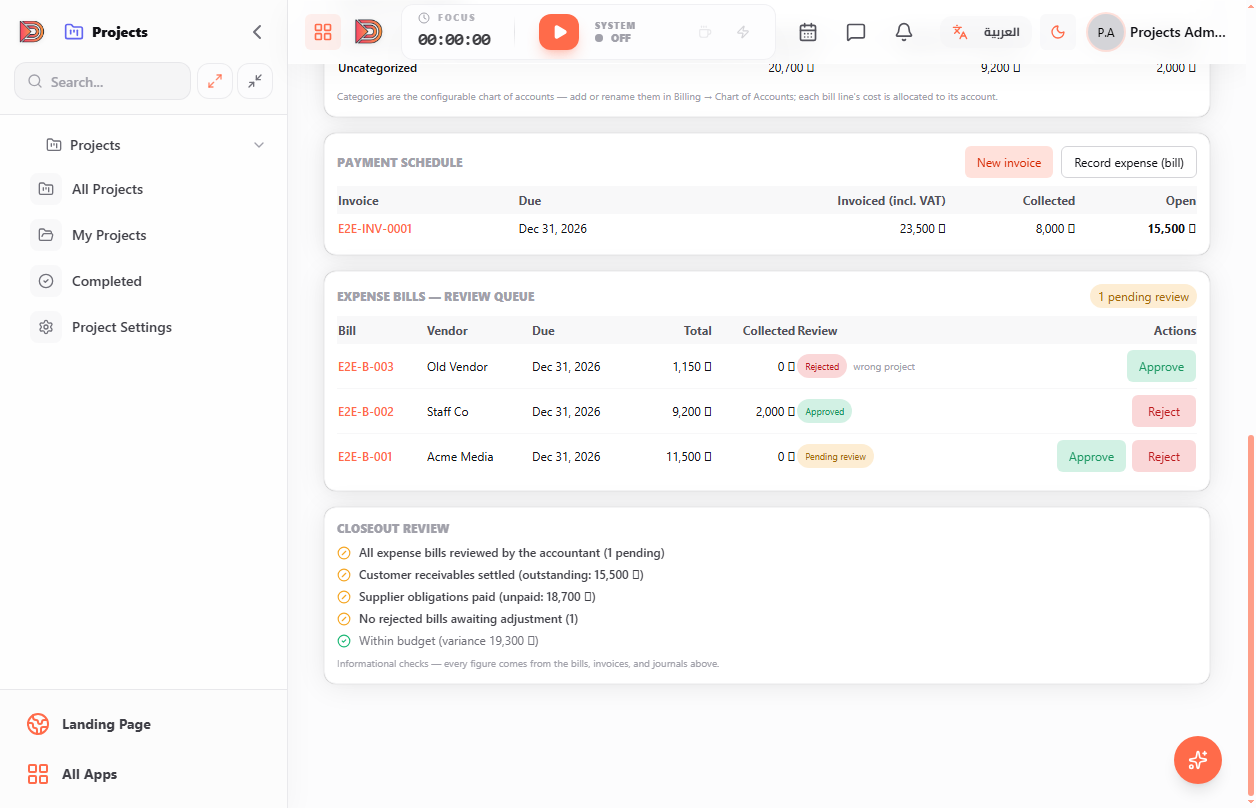 Projects
FOCUS
00:00:00
SYSTEM
OFF
العربية
P.A
Projects Adm...
Search...
Projects
All Projects
My Projects
Completed
Project Settings
Landing Page
All Apps
Uncategorized 20,700 9,200 2,000
Categories are the configurable chart of accounts — add or rename them in Billing → Chart of Accounts; each bill line's cost is allocated to its account.
PAYMENT SCHEDULE
New invoice
Record expense (bill)
Invoice Due Invoiced (incl. VAT) Collected Open
E2E-INV-0001 Dec 31, 2026 23,500 8,000 15,500
EXPENSE BILLS — REVIEW QUEUE
1 pending review
Bill Vendor Due Total Collected Review Actions
E2E-B-003 Old Vendor Dec 31, 2026 1,150 0 Rejected wrong project Approve
E2E-B-002 Staff Co Dec 31, 2026 9,200 2,000 Approved Reject
E2E-B-001 Acme Media Dec 31, 2026 11,500 0 Pending review Approve Reject
CLOSEOUT REVIEW
All expense bills reviewed by the accountant (1 pending)
Customer receivables settled (outstanding: 15,500 )
Supplier obligations paid (unpaid: 18,700 )
No rejected bills awaiting adjustment (1)
Within budget (variance 19,300 )
Informational checks — every figure comes from the bills, invoices, and journals above.